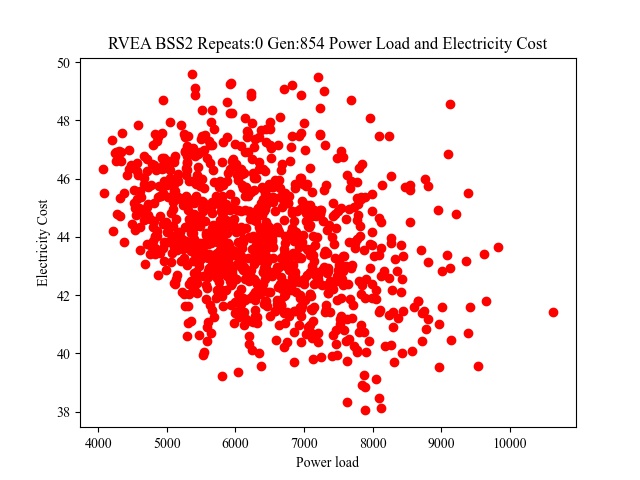 RVEA BSS2 Repeats:0 Gen:854 Power Load and Electricity Cost
50
48
46
44
42
40
38
Electricity Cost
4000 5000 6000 7000 8000 9000 10000
Power load